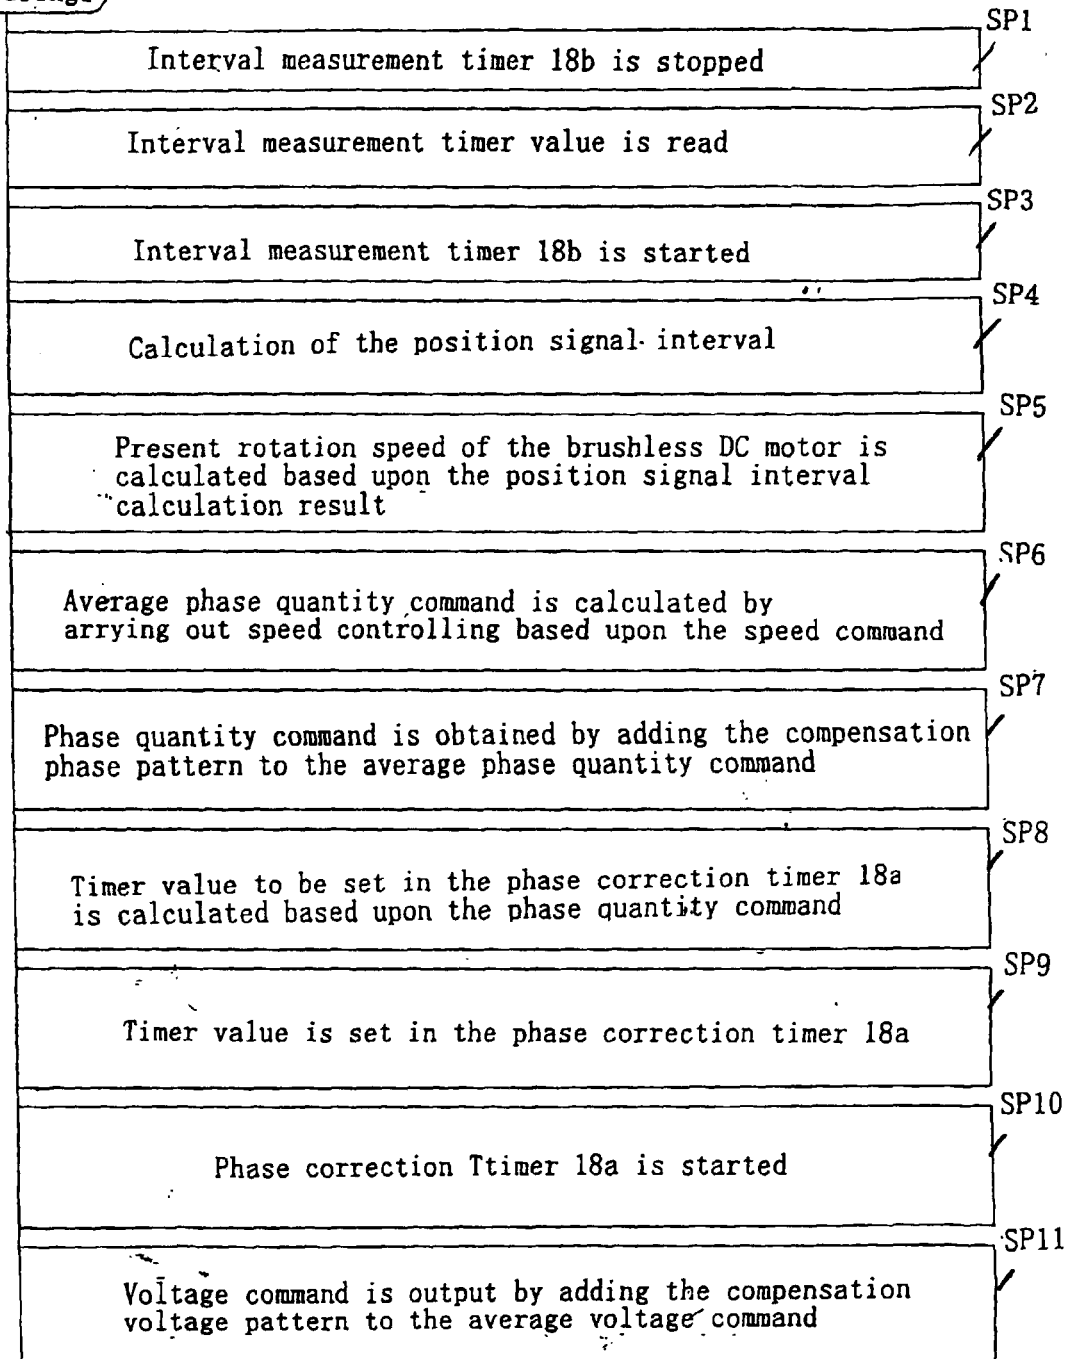 SP1
Interval measurement timer 18b is stopped
SP2
Interval measurement timer value is read
SP3
Interval measurement timer 18b is started
SP4
Calculation of the position signal interval
SP5
Present rotation speed of the brushless DC motor is
calculated based upon the position signal interval
calculation result
SP6
Average phase quantity command is calculated by
arrying out speed controlling based upon the speed command
SP7
Phase quantity command is obtained by adding the compensation
phase pattern to the average phase quantity command
SP8
Timer value to be set in the phase correction timer 18a
is calculated based upon the phase quantity command
SP9
Timer value is set in the phase correction timer 18a
SP10
Phase correction Ttimer 18a is started
SP11
Voltage command is output by adding the compensation
voltage pattern to the average voltage command